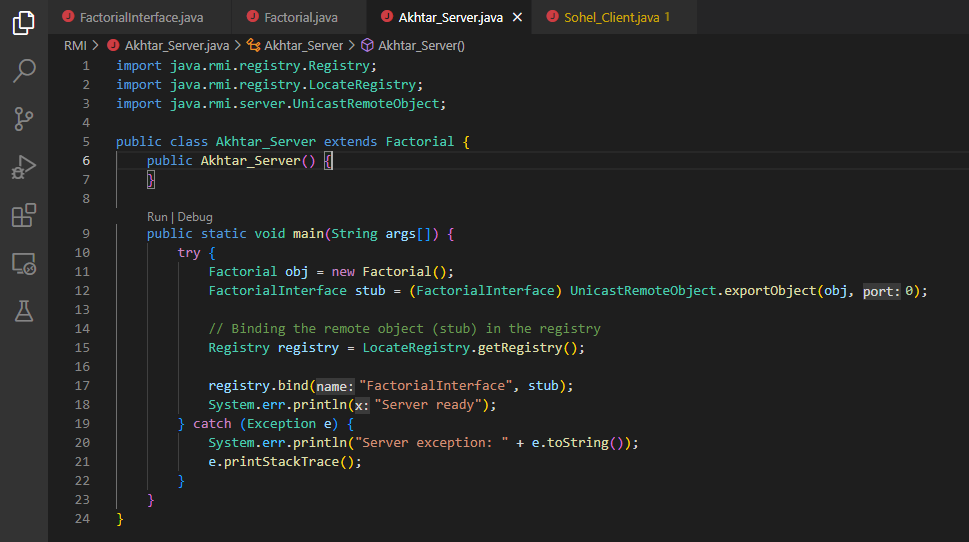 FactorialInterface.java
Factorial.java
Akhtar_Server.java
Sohel_Client.java 1
RMI > Akhtar_Server.java > Akhtar_Server > Akhtar_Server()
1 import java.rmi.registry.Registry;
2 import java.rmi.registry.LocateRegistry;
3 import java.rmi.server.UnicastRemoteObject;
4
5 public class Akhtar_Server extends Factorial {
6 public Akhtar_Server() {
7 }
8
Run | Debug
9 public static void main(String args[]) {
10 try {
11 Factorial obj = new Factorial();
12 FactorialInterface stub = (FactorialInterface) UnicastRemoteObject.exportObject(obj, port: 0);
13
14 // Binding the remote object (stub) in the registry
15 Registry registry = LocateRegistry.getRegistry();
16
17 registry.bind(name: "FactorialInterface", stub);
18 System.err.println(x: "Server ready");
19 } catch (Exception e) {
20 System.err.println("Server exception: " + e.toString());
21 e.printStackTrace();
22 }
23 }
24 }